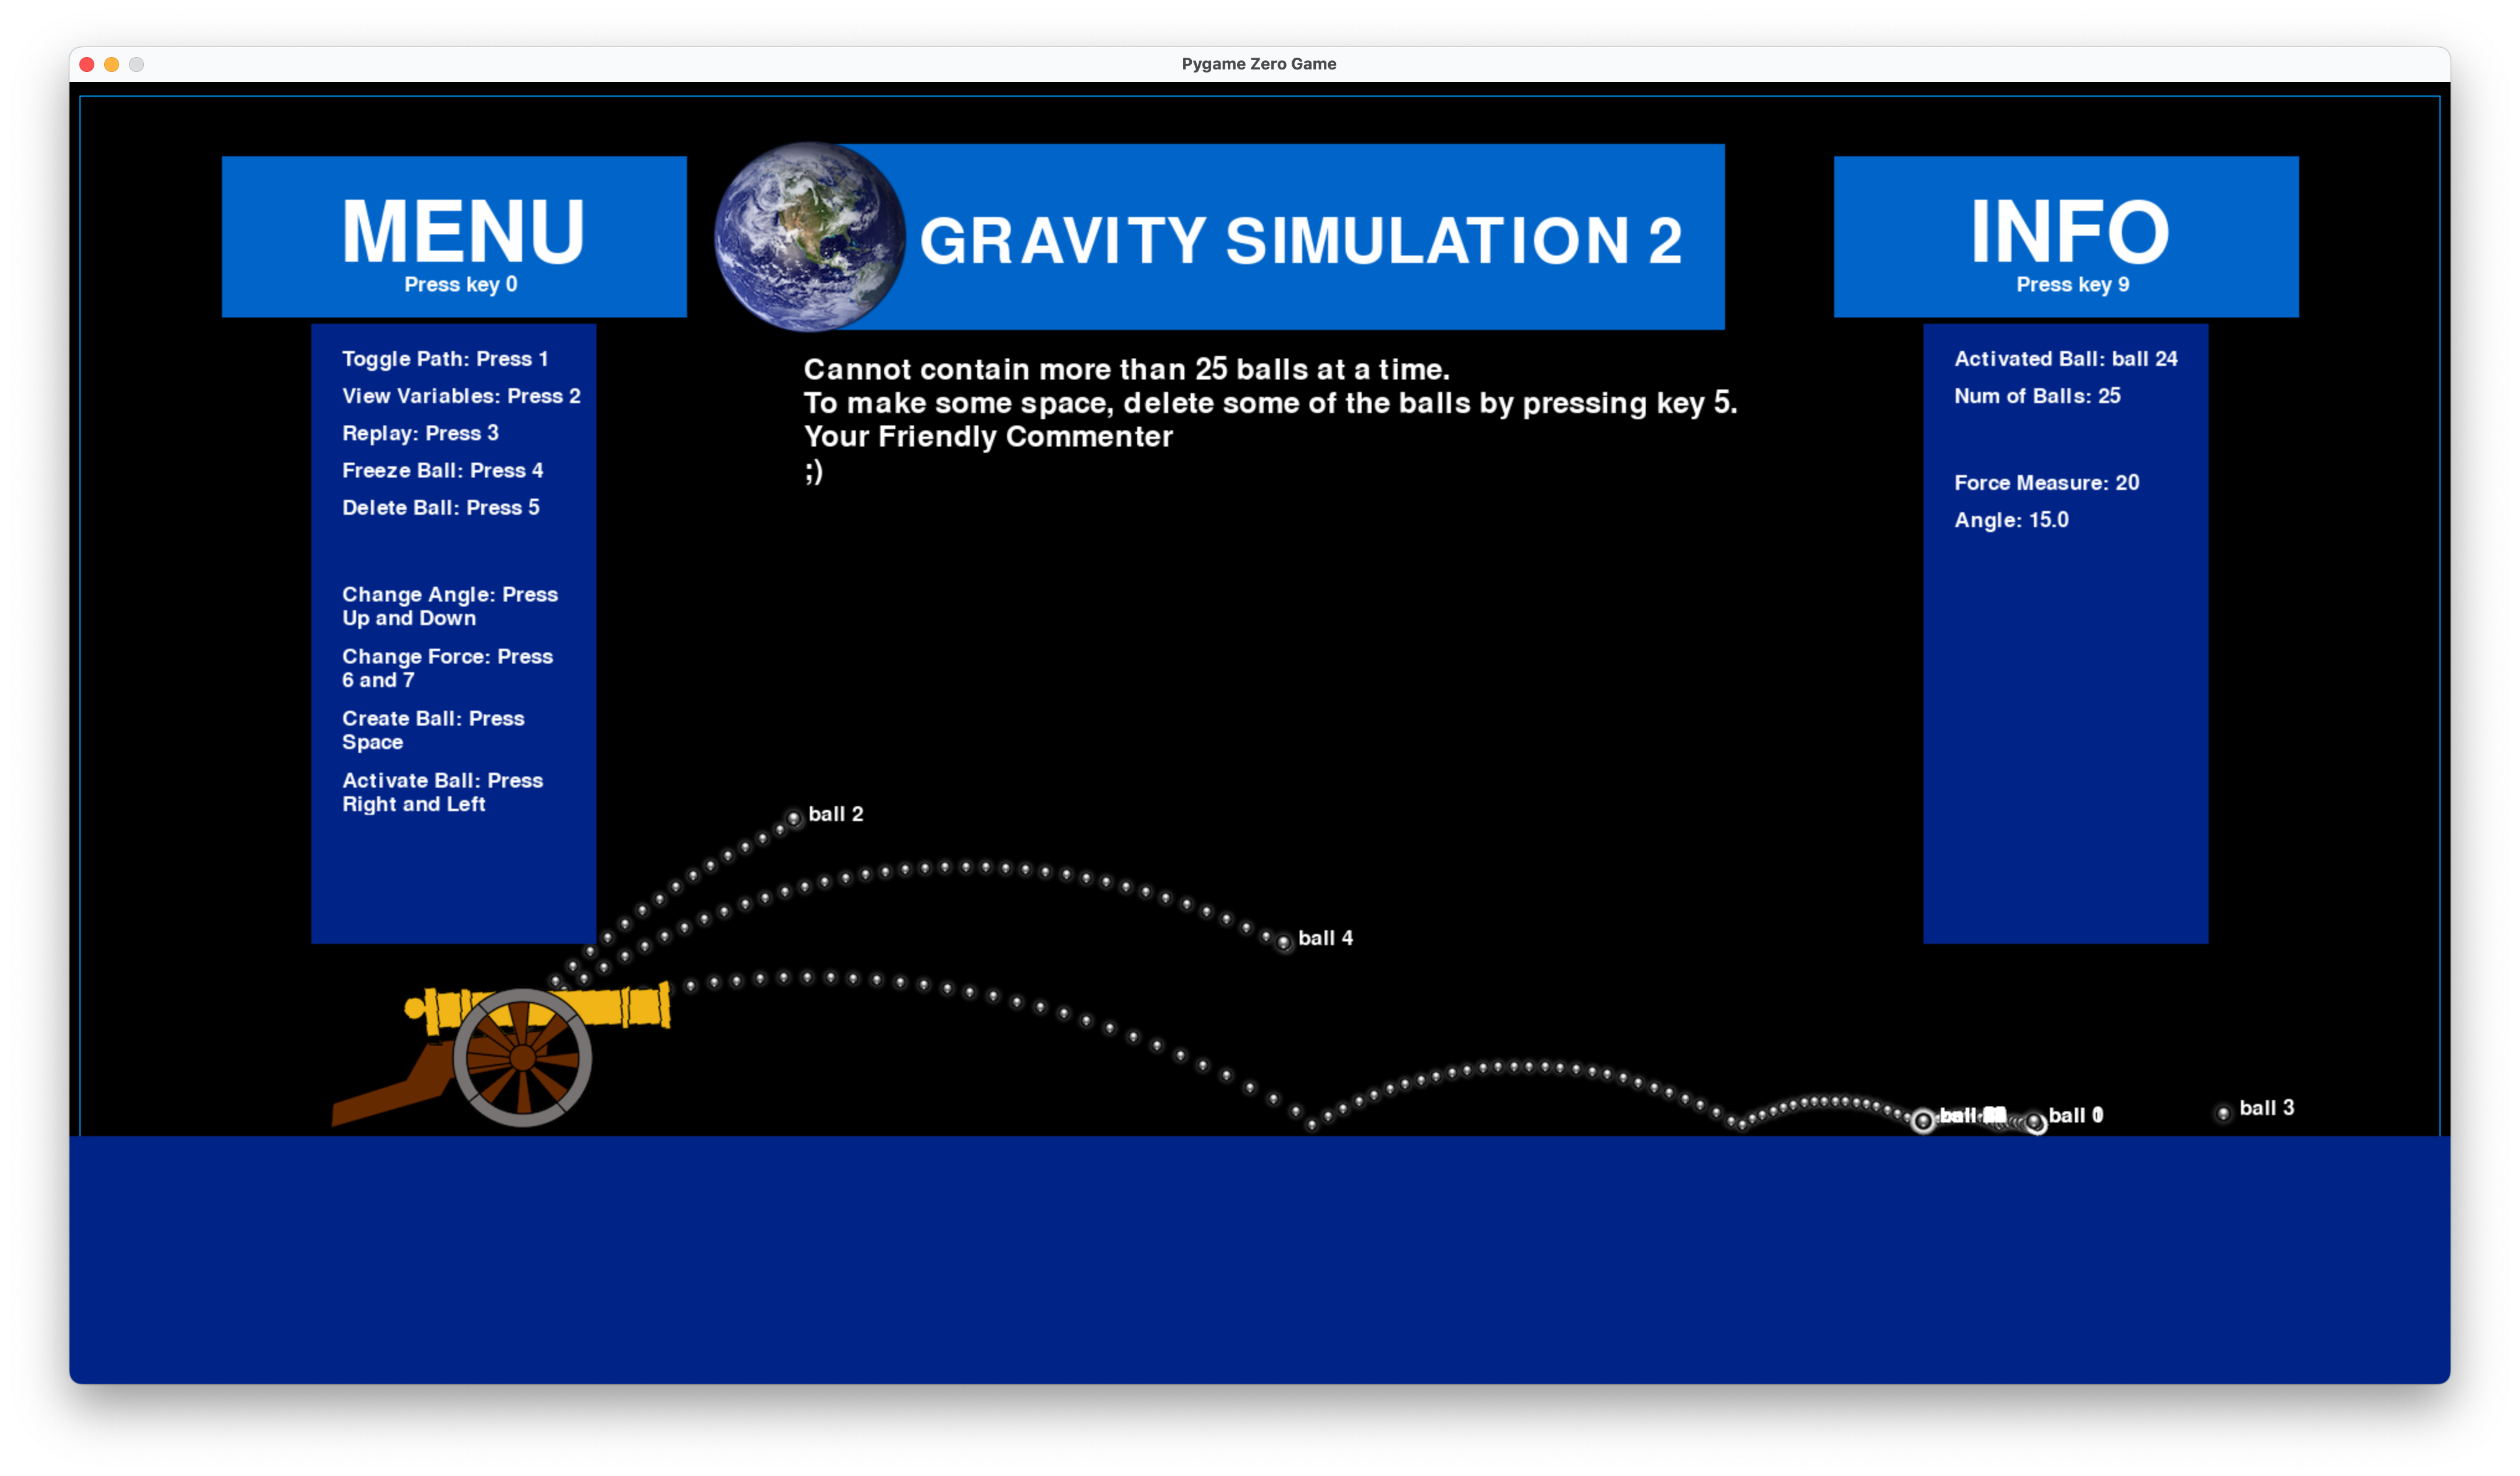 Pygame Zero Game
MENU
Press key 0
GRAVITY SIMULATION 2
INFO
Press key 9
Toggle Path: Press 1
View Variables: Press 2
Replay: Press 3
Freeze Ball: Press 4
Delete Ball: Press 5
Change Angle: Press
Up and Down
Change Force: Press
6 and 7
Create Ball: Press
Space
Activate Ball: Press
Right and Left
Cannot contain more than 25 balls at a time.
To make some space, delete some of the balls by pressing key 5.
Your Friendly Commenter
;)
Activated Ball: ball 24
Num of Balls: 25
Force Measure: 20
Angle: 15.0
ball 2
ball 4
ball
ball 0
ball 3